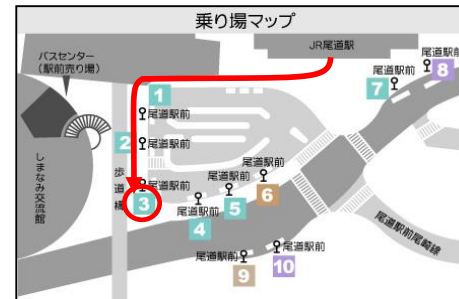 乗り場マップ
JR尾道駅
バスセンター
(駅前売り場)
尾道駅前
8
尾道駅前
7
1
尾道駅前
2
尾道駅前
しまなみ交流館
歩道橋
尾道駅前
3
尾道駅前
4
尾道駅前
5
尾道駅前
6
尾道駅前尾崎線
尾道駅前
9
尾道駅前
10